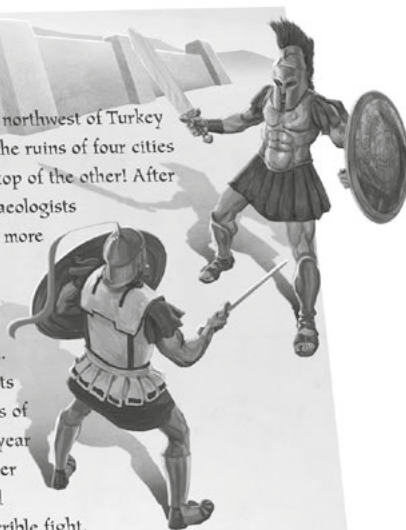 northwest of Turkey
he ruins of four cities
top of the other! After
aeologists
more
ts
s of
year
er
rrible fight.